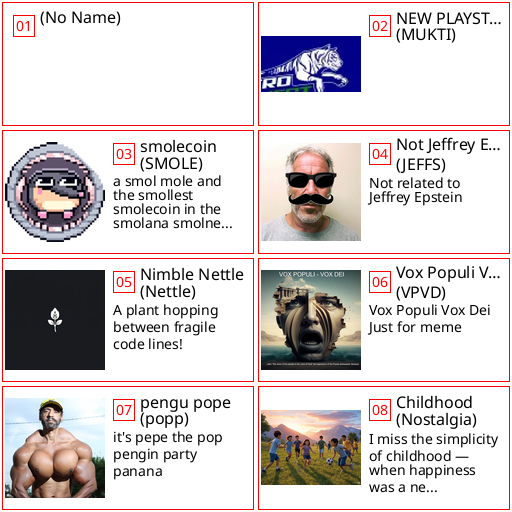 01
(No Name)
02
NEW PLAYST...
(MUKTI)
RO
03
smolecoin
(SMOLE)
a smol mole and
the smollest
smolecoin in the
smolana smolne...
04
Not Jeffrey E...
(JEFFS)
Not related to
Jeffrey Epstein
05
Nimble Nettle
(Nettle)
A plant hopping
between fragile
code lines!
06
Vox Populi V...
(VPVD)
VOX POPULI - VOX DEI
Vox Populi Vox Dei
Just for meme
07
pengu pope
(popp)
it's pepe the pop
pengin party
panana
08
Childhood
(Nostalgia)
I miss the simplicity
of childhood —
when happiness
was a ne...